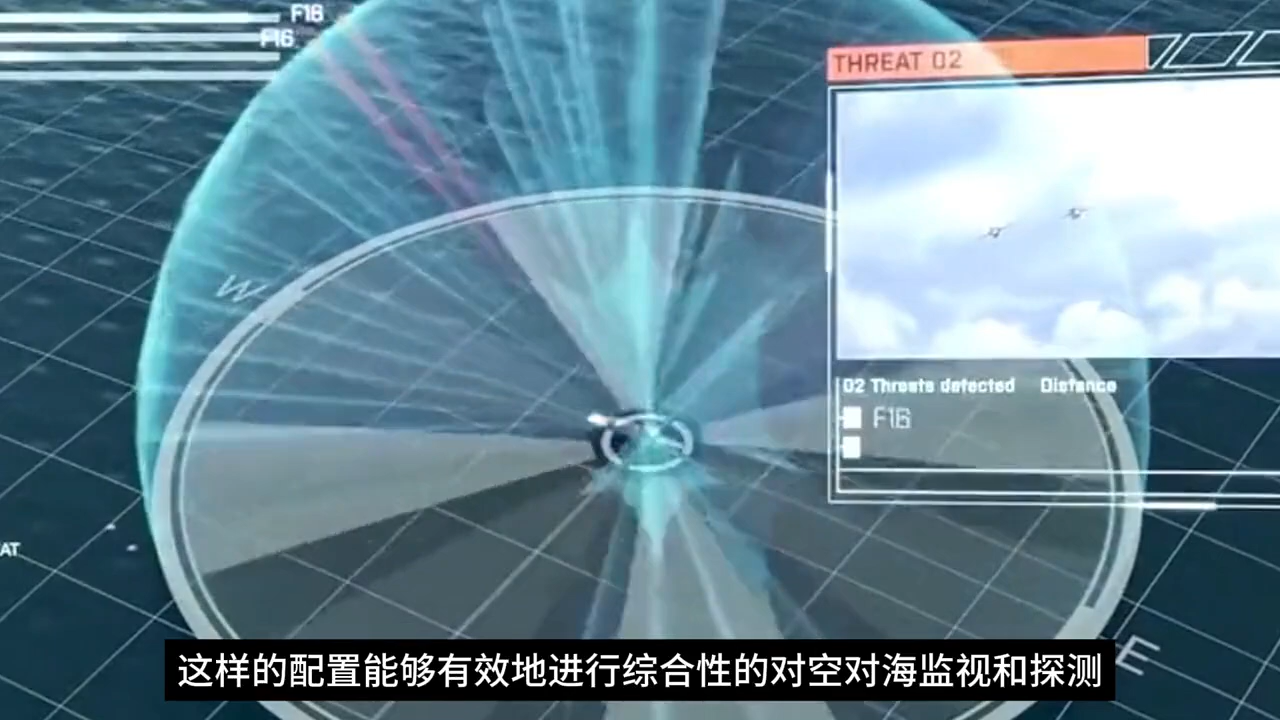 F16
F16
THREAT 02
W
02 Threats detected Distance
F16
AT
E
这样的配置能够有效地进行综合性的对空对海监视和探测